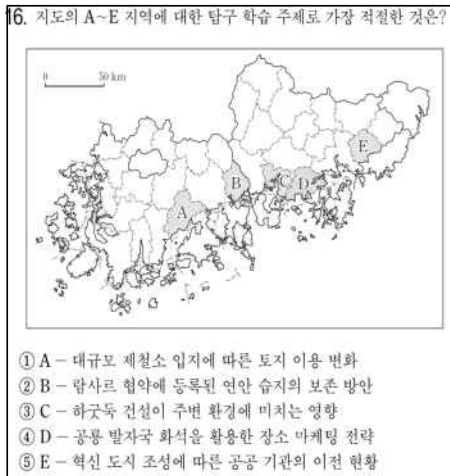 16. 지도의 A~E 지역에 대한 탐구 학습 주제로 가장 적절한 것은?
0 50 km
E
B
C D
A
① A - 대규모 제철소 입지에 따른 토지 이용 변화
② B - 람사르 협약에 등록된 연안 습지의 보존 방안
③ C - 하굿둑 건설이 주변 환경에 미치는 영향
④ D - 공룡 발자국 화석을 활용한 장소 마케팅 전략
⑤ E - 혁신 도시 조성에 따른 공공 기관의 이전 현황